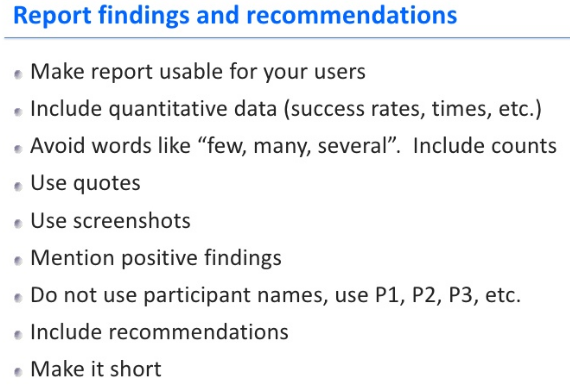 Report findings and recommendations
Make report usable for your users
Include quantitative data (success rates, times, etc.)
Avoid words like “few, many, several”.  Include counts
Use quotes
Use screenshots
Mention positive findings
Do not use participant names, use P1, P2, P3, etc.
Include recommendations
Make it short